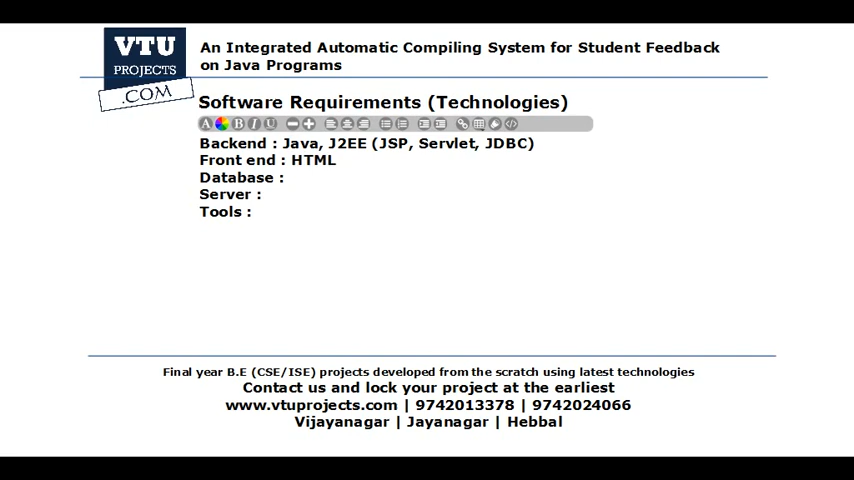 VTU
PROJECTS
.COM
An Integrated Automatic Compiling System for Student Feedback
on Java Programs
Software Requirements (Technologies)
Backend : Java, J2EE (JSP, Servlet, JDBC)
Front end : HTML
Database :
Server :
Tools :
Final year B.E (CSE/ISE) projects developed from the scratch using latest technologies
Contact us and lock your project at the earliest
www.vtuprojects.com | 9742013378 | 9742024066
Vijayanagar | Jayanagar | Hebbal